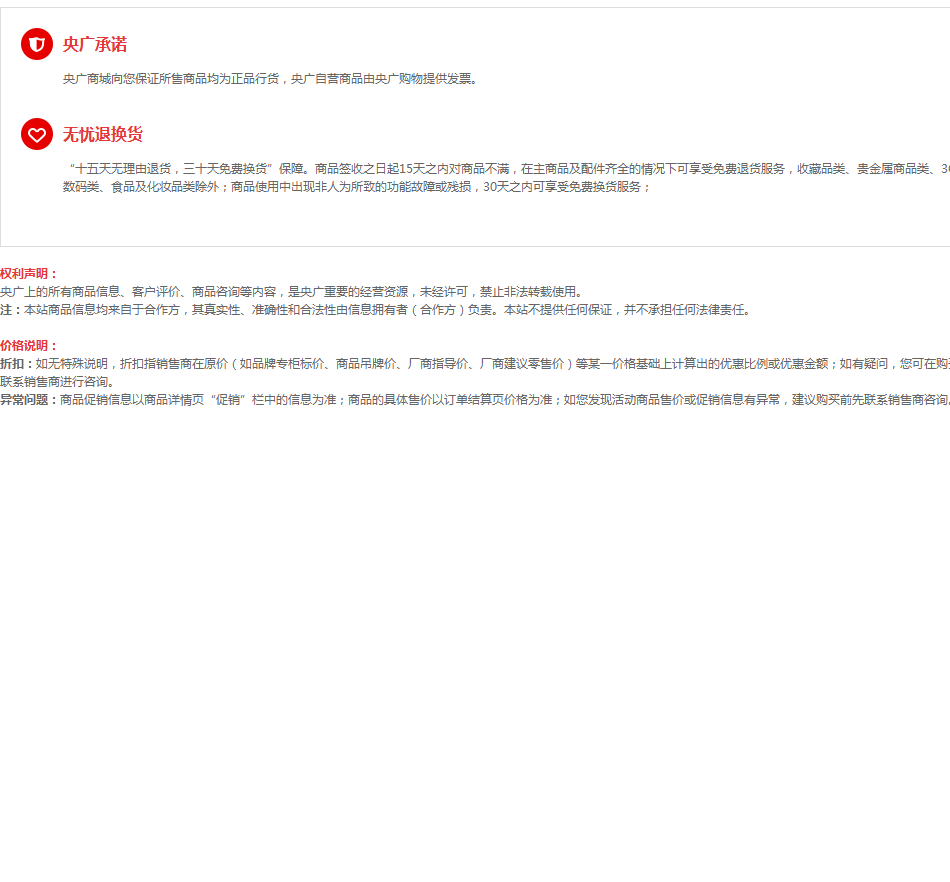 央广承诺
央广商城向您保证所售商品均为正品行货，央广自营商品由央广购物提供发票。
无忧退换货
“十五天无理由退货，三十天免费换货”保障。商品签收之日起15天之内对商品不满，在主商品及配件齐全的情况下可享受免费退货服务，收藏品类、贵金属商品类、
数码类、食品及化妆品类除外；商品使用中出现非人为所致的功能故障或残损，30天之内可享受免费换货服务；
权利声明：
央广上的所有商品信息、客户评价、商品咨询等内容，是央广重要的经营资源，未经许可，禁止非法转载使用。
注：本站商品信息均来自于合作方，其真实性、准确性和合法性由信息拥有者（合作方）负责。本站不提供任何保证，并不承担任何法律责任。
价格说明：
折扣：如无特殊说明，折扣指销售商在原价（如品牌专柜标价、商品吊牌价、厂商指导价、厂商建议零售价）等某一价格基础上计算出的优惠比例或优惠金额；如有疑问，您可在购
联系销售商进行咨询。
异常问题：商品促销信息以商品详情页“促销”栏中的信息为准；商品的具体售价以订单结算页价格为准；如您发现活动商品售价或促销信息有异常，建议购买前先联系销售商咨询。